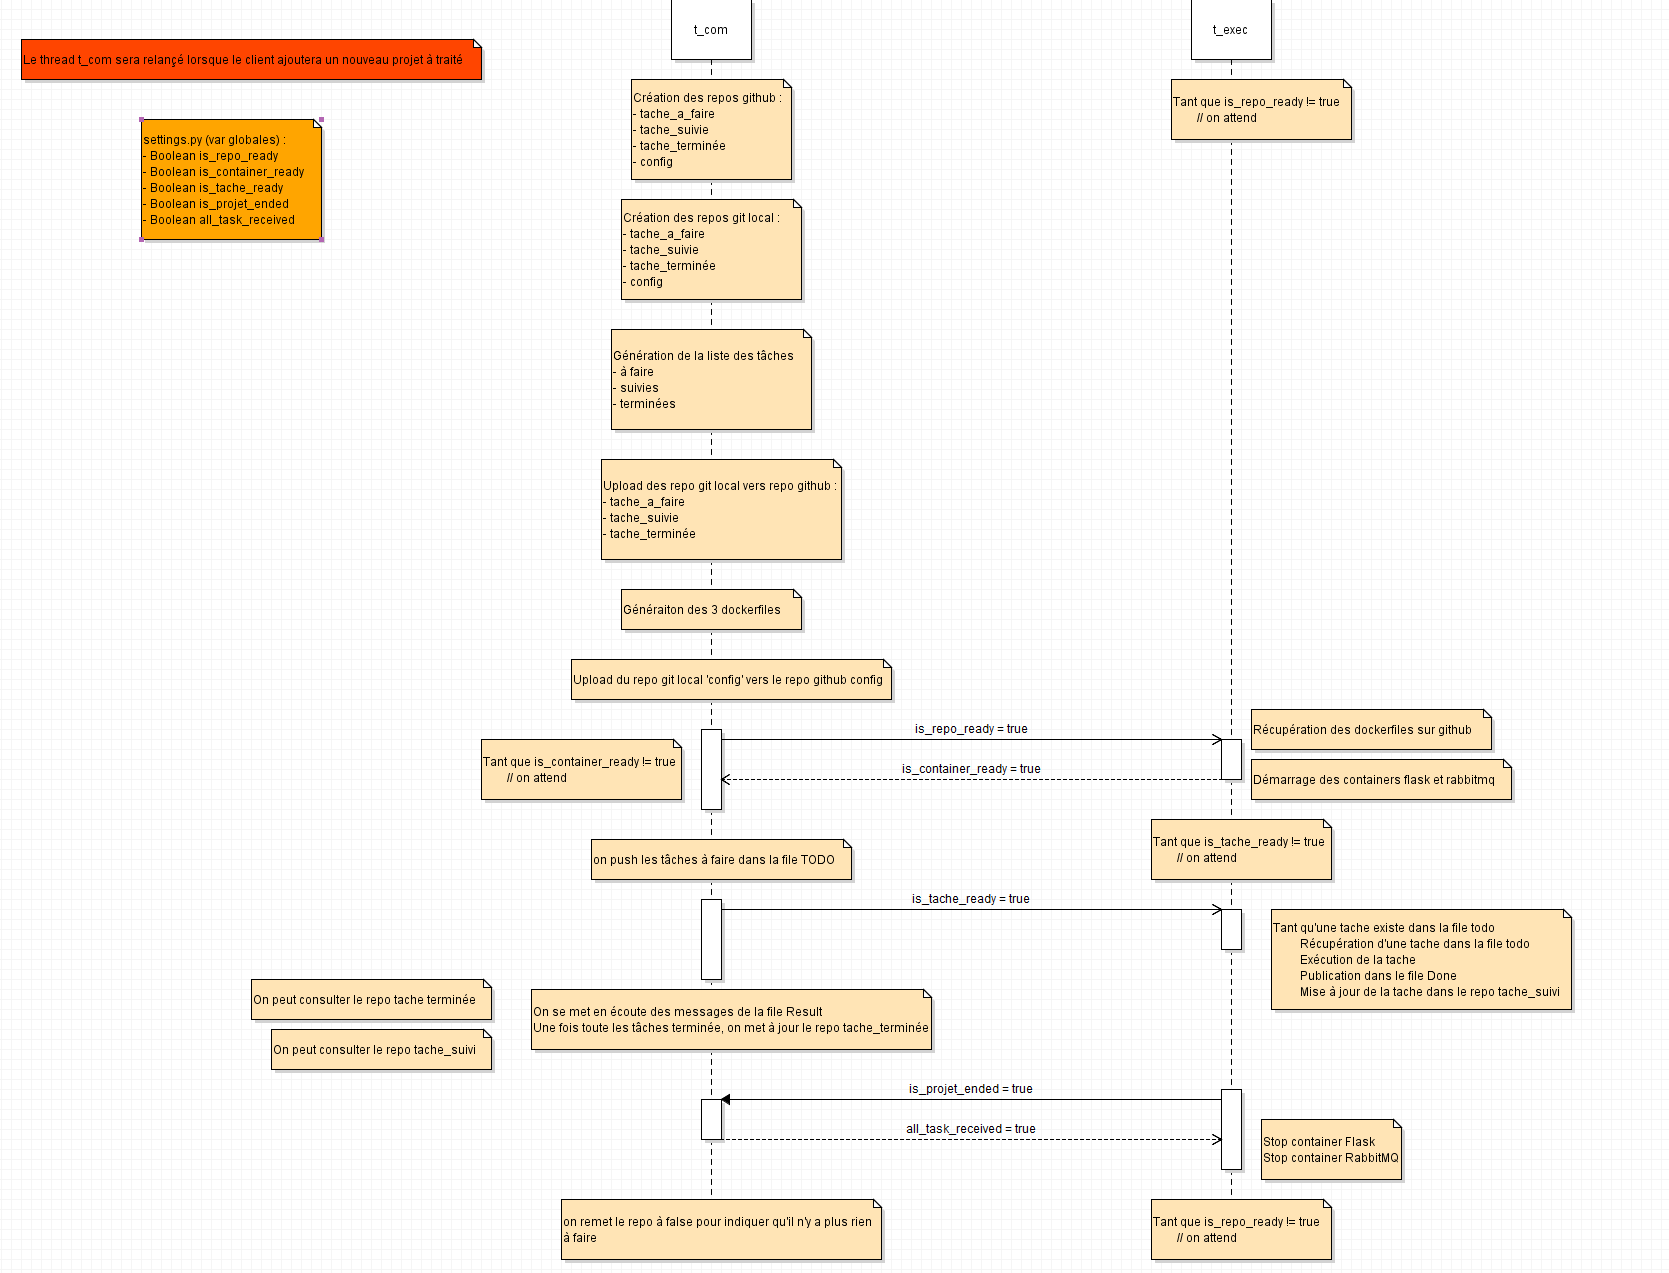 t_com
t_exec
Le thread t_com sera relançé lorsque le client ajoutera un nouveau projet à traité
settings.py (var globales) :
- Boolean is_repo_ready
- Boolean is_container_ready
- Boolean is_tache_ready
- Boolean is_projet_ended
- Boolean all_task_received
Création des repos github :
- tache_a_faire
- tache_suivie
- tache_terminée
- config
Tant que is_repo_ready != true
// on attend
Création des repos git local :
- tache_a_faire
- tache_suivie
- tache_terminée
- config
Génération de la liste des tâches
- à faire
- suivies
- terminées
Upload des repo git local vers repo github :
- tache_a_faire
- tache_suivie
- tache_terminée
Généraiton des 3 dockerfiles
Upload du repo git local 'config' vers le repo github config
is_repo_ready = true
Récupération des dockerfiles sur github
Tant que is_container_ready != true
// on attend
is_container_ready = true
Démarrage des containers flask et rabbitmq
Tant que is_tache_ready != true
// on attend
on push les tâches à faire dans la file TODO
is_tache_ready = true
Tant qu'une tache existe dans la file todo
Récupération d'une tache dans la file todo
Exécution de la tache
Publication dans le file Done
Mise à jour de la tache dans le repo tache_suivi
On peut consulter le repo tache terminée
On se met en écoute des messages de la file Result
Une fois toute les tâches terminée, on met à jour le repo tache_terminée
On peut consulter le repo tache_suivi
is_projet_ended = true
all_task_received = true
Stop container Flask
Stop container RabbitMQ
on remet le repo à false pour indiquer qu'il n'y a plus rien
à faire
Tant que is_repo_ready != true
// on attend